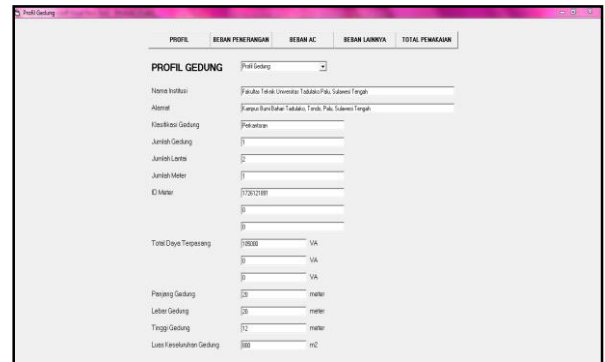 Profil Gedung
PROFIL BEBAN PENERANGAN BEBAN AC BEBAN LAINNYA TOTAL PEMAKAIAN
PROFIL GEDUNG Profil Gedung
Nama Institusi Fakultas Teknik Universitas Tadulako Palu, Sulawesi Tengah
Alamat Kampus Bumi Bahari Tadulako, Tondo, Palu, Sulawesi Tengah
Klasifikasi Gedung Perkantoran
Jumlah Gedung 1
Jumlah Lantai 2
Jumlah Meter 1
ID Meter
0
0
Total Daya Terpasang 105000 VA
0 VA
0 VA
Panjang Gedung meter
Lebar Gedung meter
Tinggi Gedung 12 meter
Luas Keseluruhan Gedung 800 m2